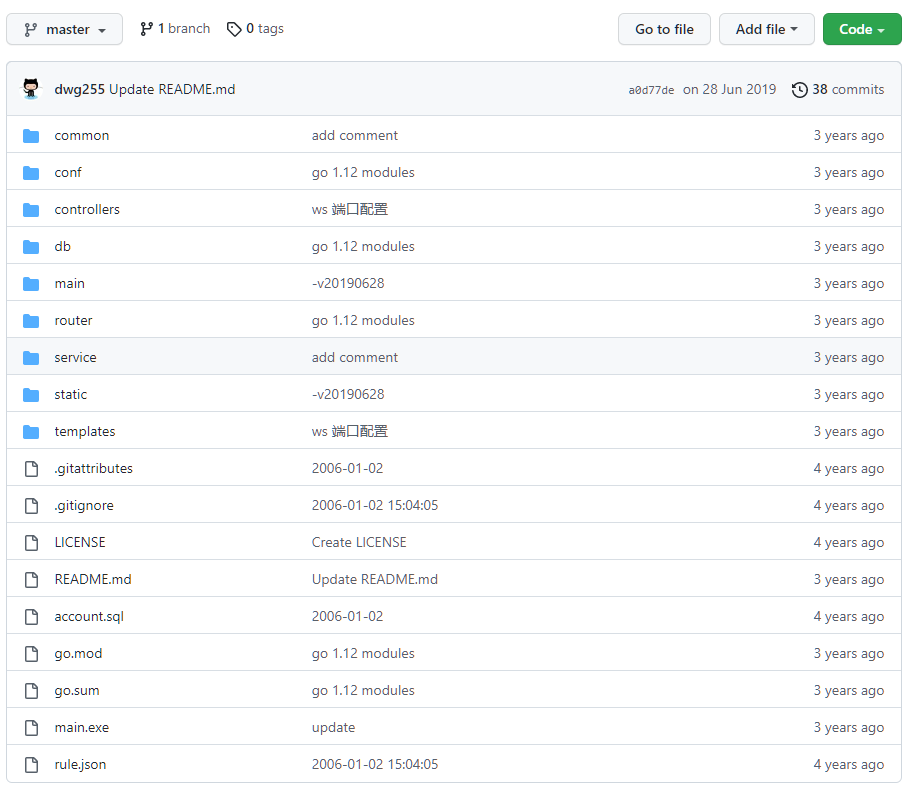 master 1 branch 0 tags Go to file Add file Code
dwg255 Update README.md a0d77de on 28 Jun 2019 38 commits
common add comment 3 years ago
conf go 1.12 modules 3 years ago
controllers ws 端口配置 3 years ago
db go 1.12 modules 3 years ago
main -v20190628 3 years ago
router go 1.12 modules 3 years ago
service add comment 3 years ago
static -v20190628 3 years ago
templates ws 端口配置 3 years ago
.gitattributes 2006-01-02 4 years ago
.gitignore 2006-01-02 15:04:05 4 years ago
LICENSE Create LICENSE 4 years ago
README.md Update README.md 3 years ago
account.sql 2006-01-02 4 years ago
go.mod go 1.12 modules 3 years ago
go.sum go 1.12 modules 3 years ago
main.exe update 3 years ago
rule.json 2006-01-02 15:04:05 4 years ago